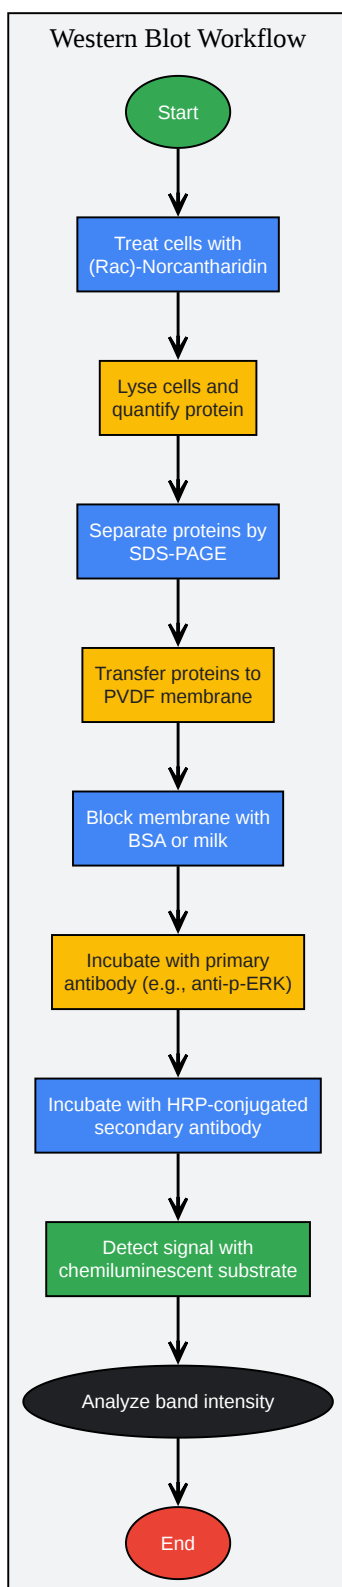 Western Blot Workflow
Start
Treat cells with
(Rac)-Norcantharidin
Lyse cells and
quantify protein
Separate proteins by
SDS-PAGE
Transfer proteins to
PVDF membrane
Block membrane with
BSA or milk
Incubate with primary
antibody (e.g., anti-p-ERK)
Incubate with HRP-conjugated
secondary antibody
Detect signal with
chemiluminescent substrate
Analyze band intensity
End